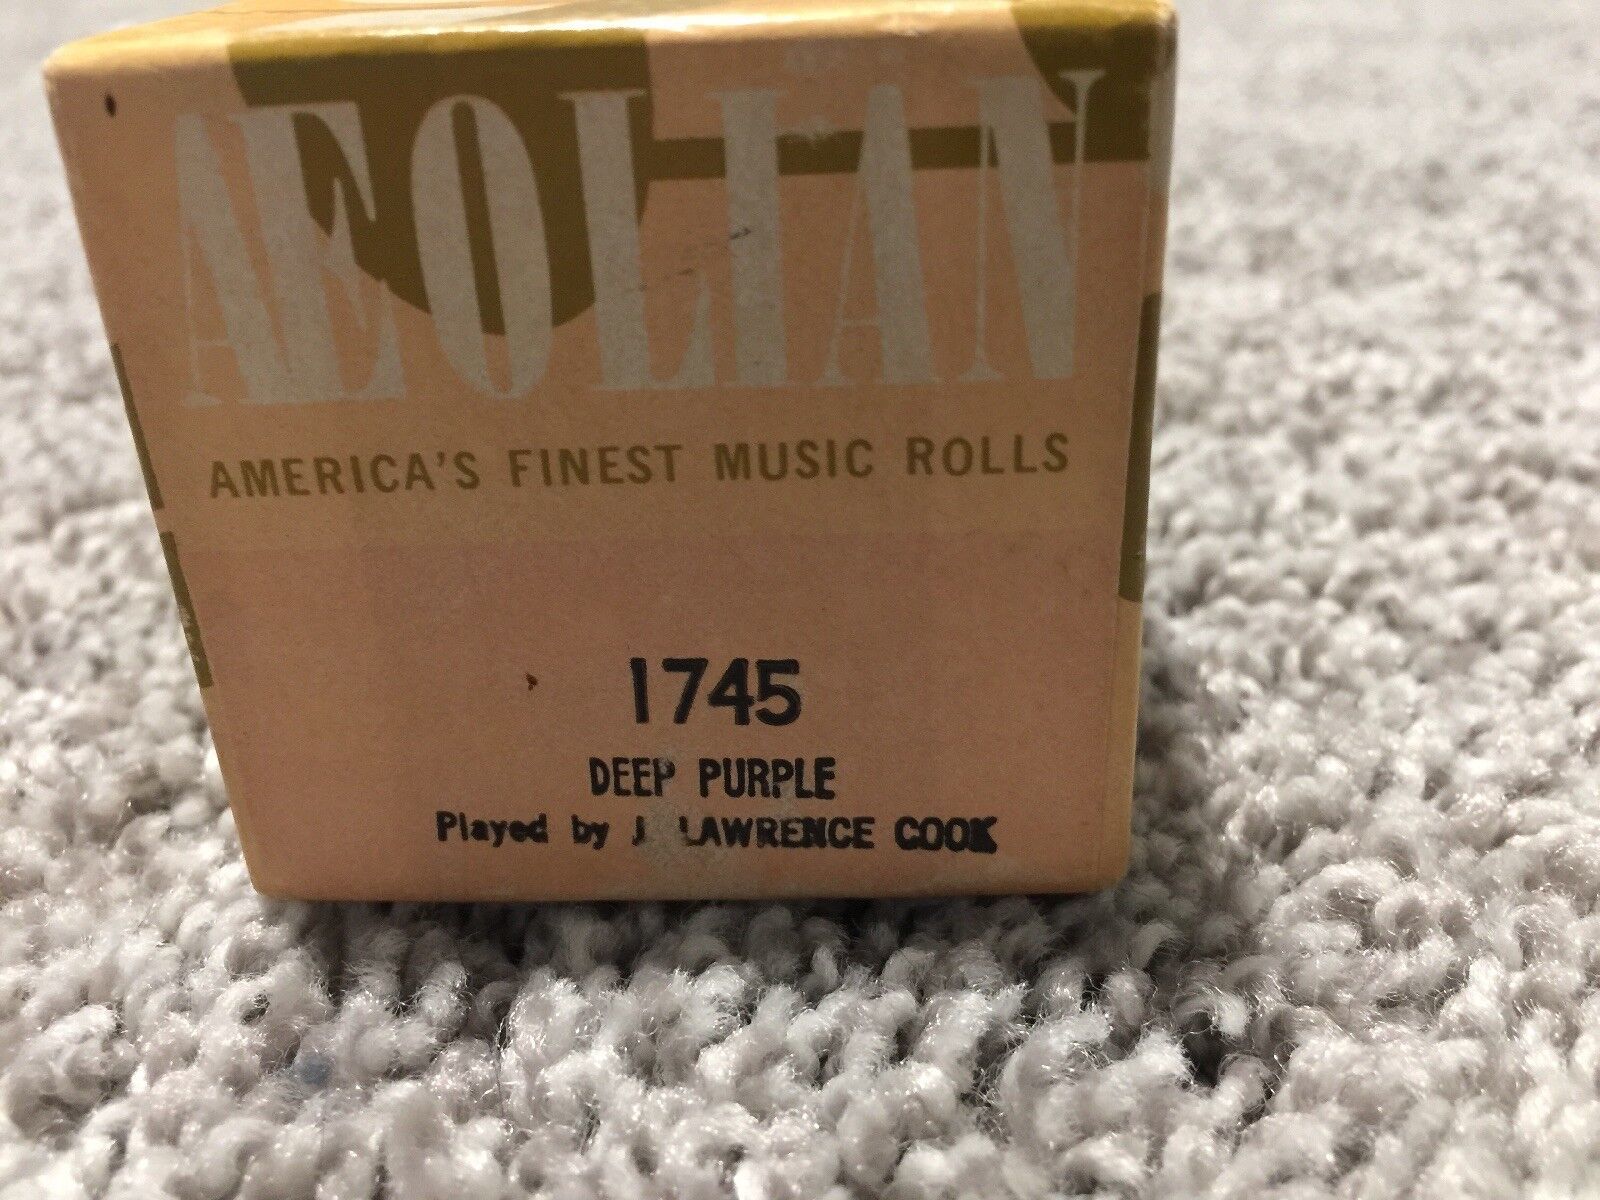 AEOLIAN
AMERICA'S FINEST MUSIC ROLLS
1745
DEEP PURPLE
Played by J. LAWRENCE COOK